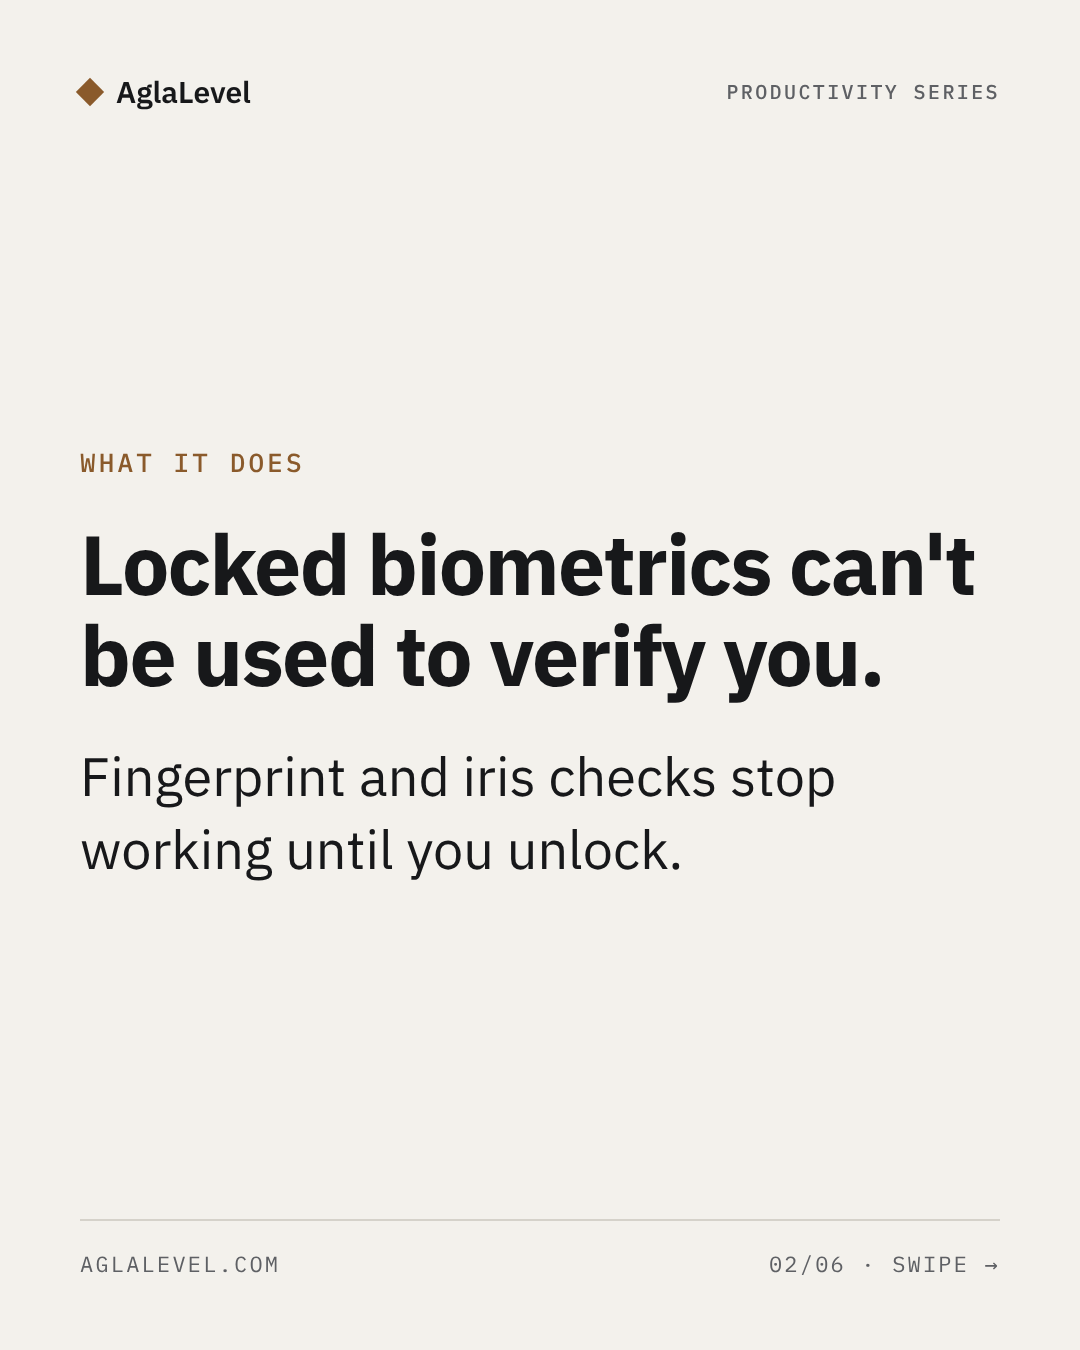 AglaLevel
PRODUCTIVITY SERIES
WHAT IT DOES
Locked biometrics can't
be used to verify you.
Fingerprint and iris checks stop
working until you unlock.
AGLALEVEL.COM
02/06 · SWIPE →